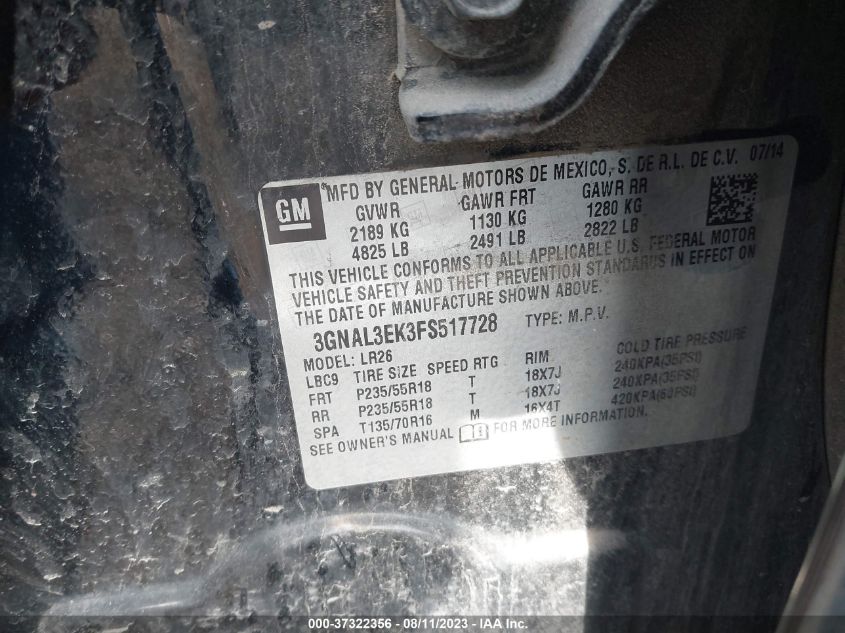 GM
MFD BY GENERAL MOTORS DE MEXICO, S. DE R.L. DE C.V. 07/14
GVWR GAWR FRT GAWR RR
2189 KG 1130 KG 1280 KG
4825 LB 2491 LB 2822 LB
THIS VEHICLE CONFORMS TO ALL APPLICABLE U.S. FEDERAL MOTOR
VEHICLE SAFETY AND THEFT PREVENTION STANDARDS IN EFFECT ON
THE DATE OF MANUFACTURE SHOWN ABOVE.
3GNAL3EK3FS517728 TYPE: M.P.V.
MODEL: LR26
LBC9 TIRE SIZE SPEED RTG RIM COLD TIRE PRESSURE
FRT P235/55R18 T 18X7J 240KPA(35PSI)
RR P235/55R18 T 18X7J 240KPA(35PSI)
SPA T135/70R16 M 16X4T 420KPA(60PSI)
SEE OWNER'S MANUAL FOR MORE INFORMATION.
000-37322356 - 08/11/2023 - IAAI Inc.